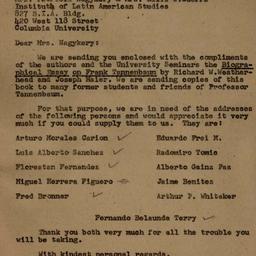 Institute of Latin American Studies
827 S.I.A. Bldg.
420 West 118 Street
Columbia University
Dear Mrs. Nagykery:
We are sending you enclosed with the compliments
of the authors and the University Seminars the Biogra-
phical Essay on Frank Tannenbaum by Richard W.Weather-
head and Joseph Maier. We are sending copies of this
book to many former students and friends of Professor
Tannenbaum.
For that purpose, we are in need of the addresses
of the following persons and would appreciate it very
much if you could supply them to us. They are:
Arturo Morales Carion
Eduardo Frei M.
Luis Alberto Sanchez
Radomiro Tomic
Florestan Fernandez
Alberto Gainz Paz
Miguel Herrera Figuero
Jaime Benitez
Fred Bronner
Arthur P. Whitaker
Fernando Belaunde Terry
Thank you both very much for all the trouble you
will be taking.
With kindest personal regards,